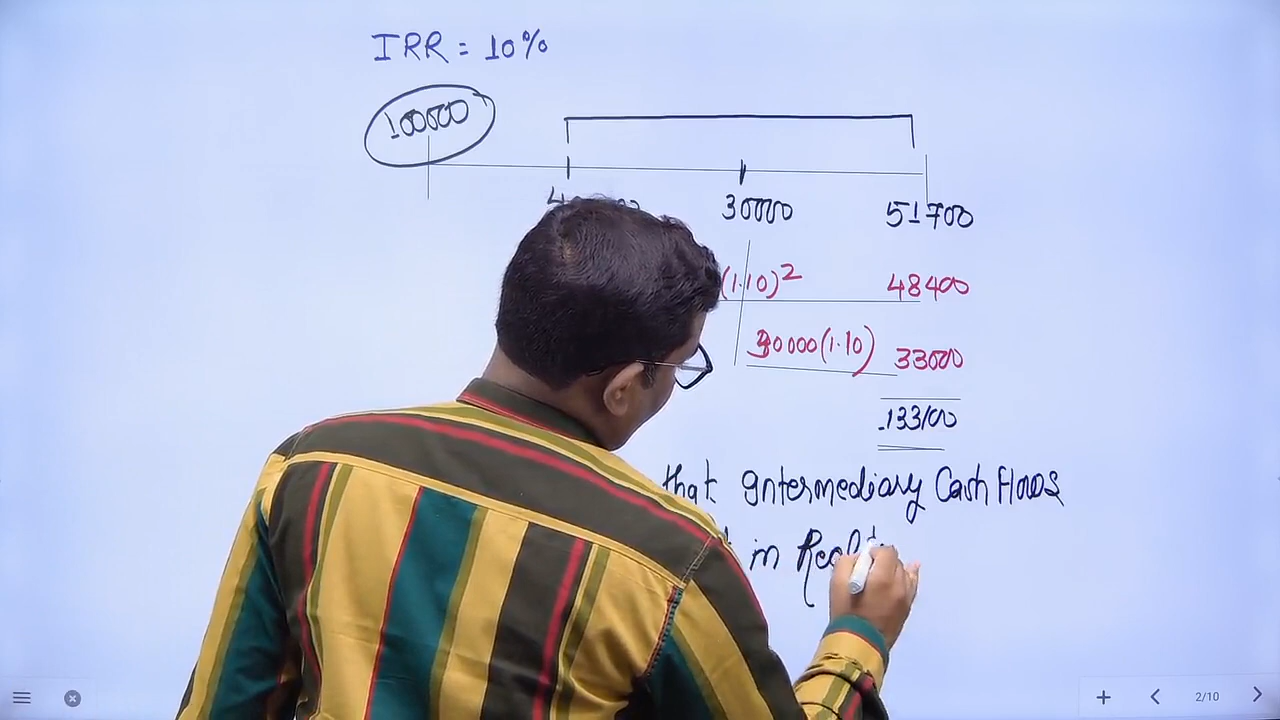 IRR = 10%
100000
30000 51700
(1.10)2 48400
30000(1.10) 33000
133100
that Intermediary Cash Flows
in
2/10